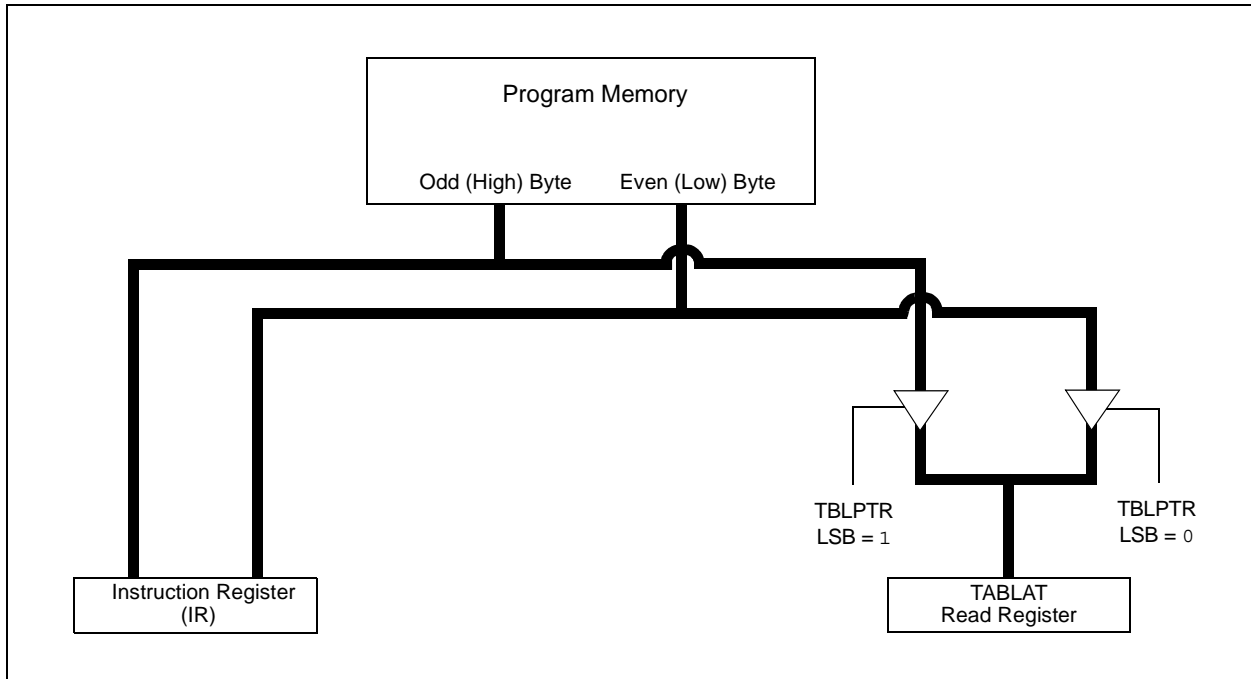 Program Memory
Odd (High) Byte
Even (Low) Byte
TBLPTR
LSB = 1
TBLPTR
LSB = 0
Instruction Register
(IR)
TABLAT
Read Register